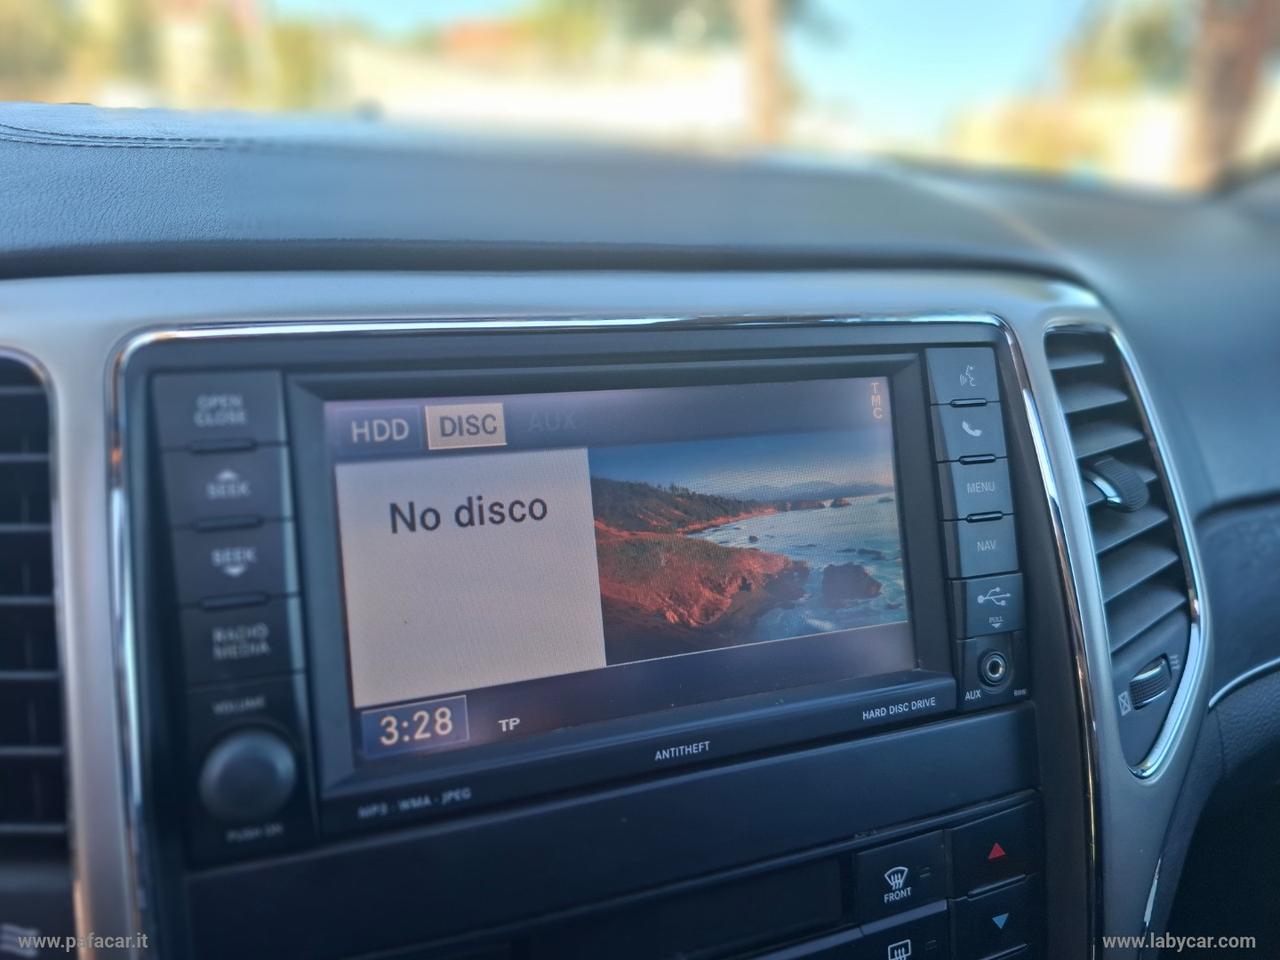 OPEN
CLOSE
SEEK
SEEK
RADIO
MEDIA
VOLUME
PUSH ON
HDD DISC AUX
TMC
No disco
3:28 TP
MP3 - WMA - JPEG
ANTITHEFT
HARD DISC DRIVE
MENU
NAV
PULL
AUX
FRONT
www.pafacar.it
www.labycar.com